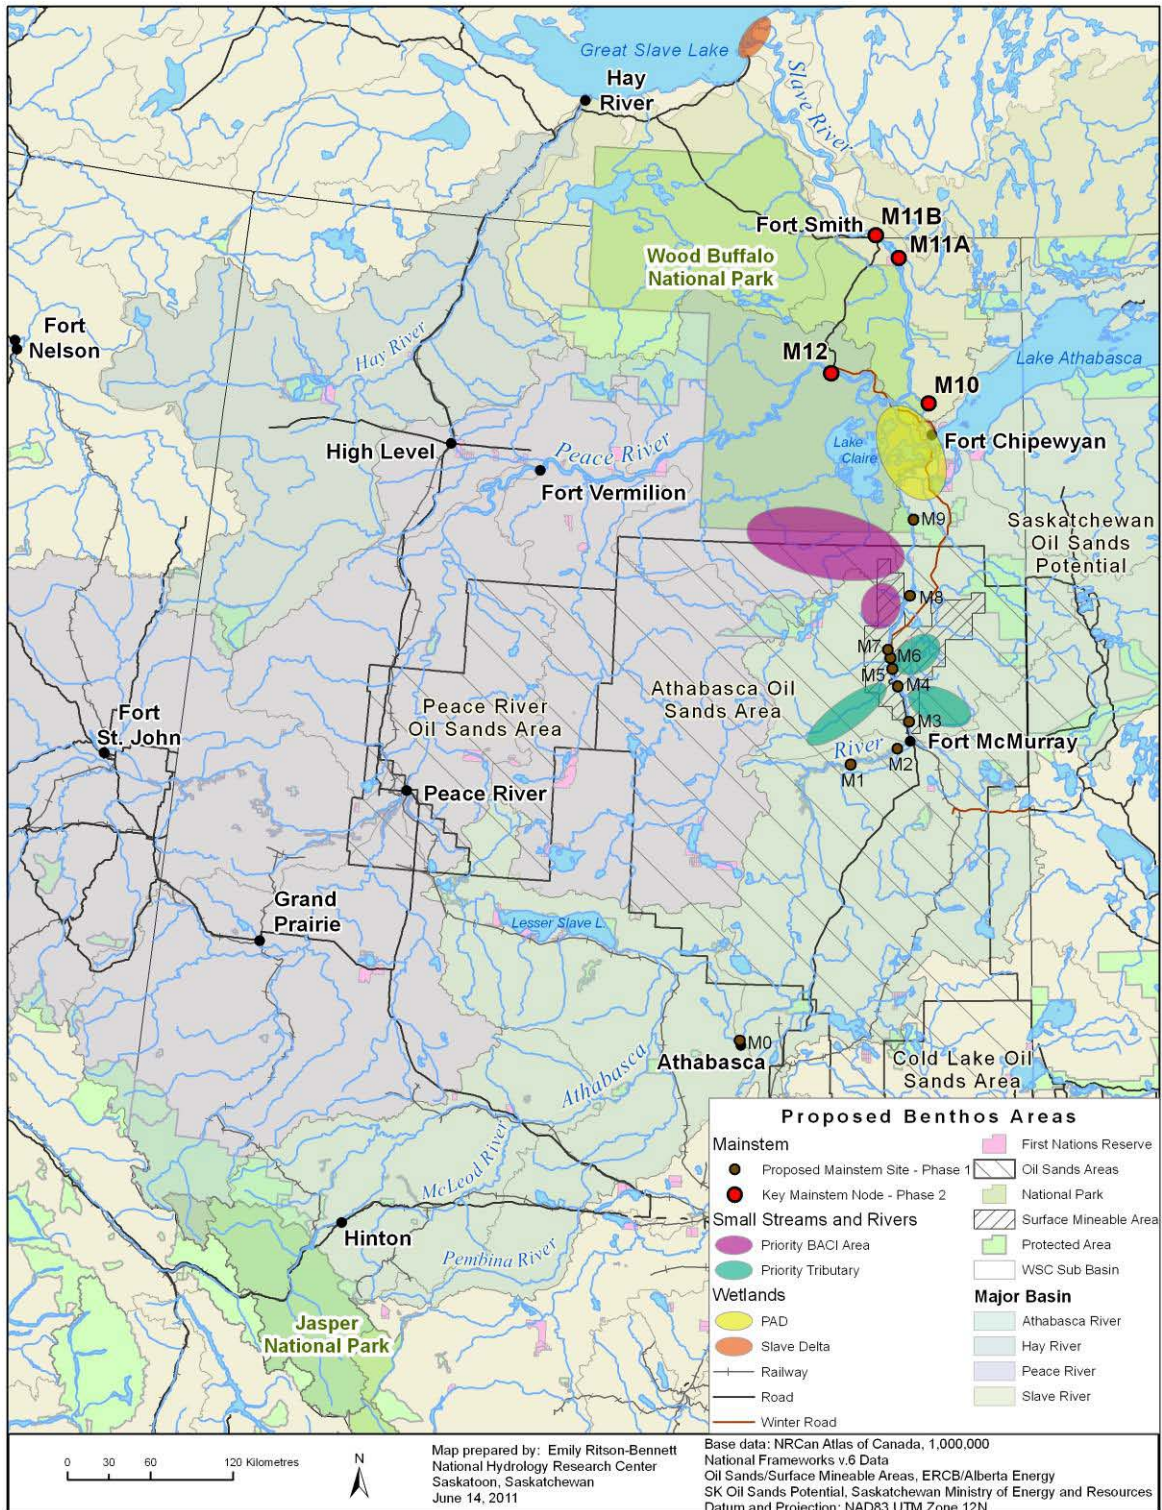 Great Slave Lake
Hay
River
Slave River
Fort Smith
M11B
M11A
Wood Buffalo
National Park
Fort
Nelson
Hay River
M12
Lake Athabasca
M10
High Level
Peace River
Lake
Claire
Fort Chipewyan
Fort Vermilion
M9
Saskatchewan
Oil Sands
Potential
M8
M7
M6
M5
M4
Athabasca Oil
Sands Area
Peace River
Oil Sands Area
Fort
St. John
M3
River
Fort McMurray
M2
M1
Peace River
Grand
Prairie
Lesser Slave L.
M0
Athabasca
Athabasca
Cold Lake Oil
Sands Area
McLeod River
Hinton
Pembina River
Jasper
National Park
Proposed Benthos Areas
Mainstem
Proposed Mainstem Site - Phase 1
Key Mainstem Node - Phase 2
Small Streams and Rivers
Priority BACI Area
Priority Tributary
Wetlands
PAD
Slave Delta
Railway
Road
Winter Road
First Nations Reserve
Oil Sands Areas
National Park
Surface Mineable Area
Protected Area
WSC Sub Basin
Major Basin
Athabasca River
Hay River
Peace River
Slave River
0 30 60 120 Kilometres
N
Map prepared by: Emily Ritson-Bennett
National Hydrology Research Center
Saskatoon, Saskatchewan
June 14, 2011
Base data: NRCan Atlas of Canada, 1,000,000
National Frameworks v.6 Data
Oil Sands/Surface Mineable Areas, ERCB/Alberta Energy
SK Oil Sands Potential, Saskatchewan Ministry of Energy and Resources
Datum and Projection: NAD83 UTM Zone 12N